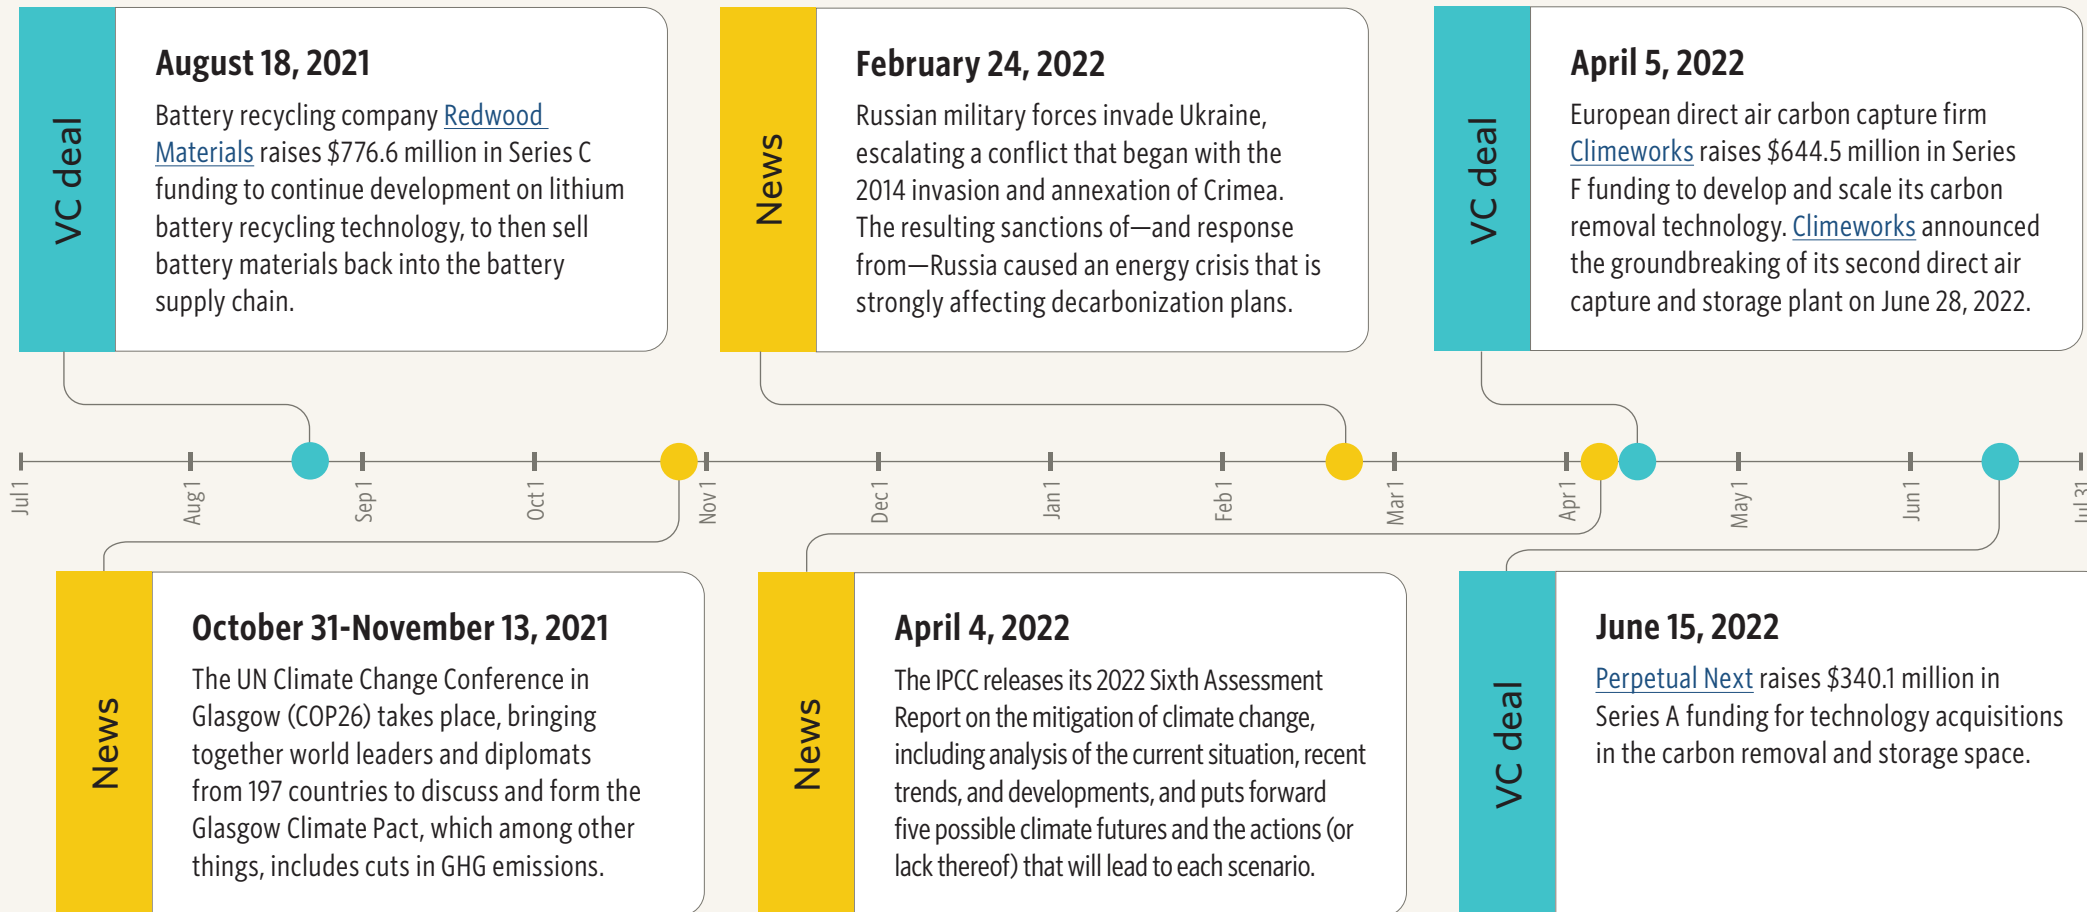 VC deal
August 18, 2021
Battery recycling company Redwood
Materials raises $776.6 million in Series C
funding to continue development on lithium
battery recycling technology, to then sell
battery materials back into the battery
supply chain.
News
February 24, 2022
Russian military forces invade Ukraine,
escalating a conflict that began with the
2014 invasion and annexation of Crimea.
The resulting sanctions of—and response
from—Russia caused an energy crisis that is
strongly affecting decarbonization plans.
VC deal
April 5, 2022
European direct air carbon capture firm
Climeworks raises $644.5 million in Series
F funding to develop and scale its carbon
removal technology. Climeworks announced
the groundbreaking of its second direct air
capture and storage plant on June 28, 2022.
Jul 1
Aug 1
Sep 1
Oct 1
Nov 1
Dec 1
Jan 1
Feb 1
Mar 1
Apr 1
May 1
Jun 1
Jul 31
News
October 31-November 13, 2021
The UN Climate Change Conference in
Glasgow (COP26) takes place, bringing
together world leaders and diplomats
from 197 countries to discuss and form the
Glasgow Climate Pact, which among other
things, includes cuts in GHG emissions.
News
April 4, 2022
The IPCC releases its 2022 Sixth Assessment
Report on the mitigation of climate change,
including analysis of the current situation, recent
trends, and developments, and puts forward
five possible climate futures and the actions (or
lack thereof) that will lead to each scenario.
VC deal
June 15, 2022
Perpetual Next raises $340.1 million in
Series A funding for technology acquisitions
in the carbon removal and storage space.